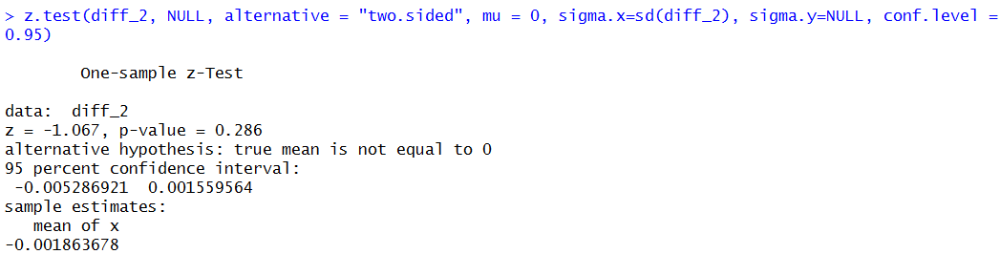 > z.test(diff_2, NULL, alternative = "two.sided", mu = 0, sigma.x=sd(diff_2), sigma.y=NULL, conf.level =
0.95)
One-sample z-Test
data:  diff_2
z = -1.067, p-value = 0.286
alternative hypothesis: true mean is not equal to 0
95 percent confidence interval:
-0.005286921  0.001559564
sample estimates:
mean of x
-0.001863678